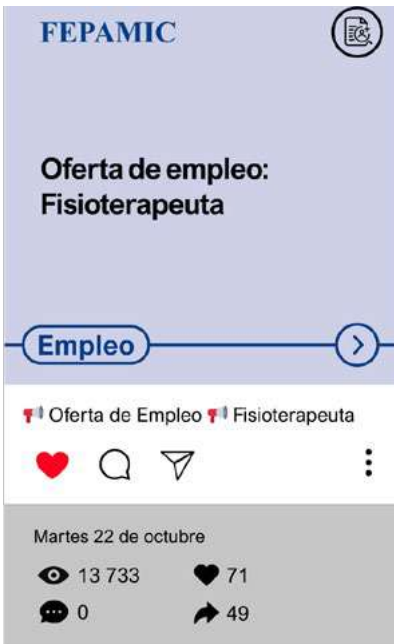 FEPAMIC
Oferta de empleo:
Fisioterapeuta
Empleo
Oferta de Empleo Fisioterapeuta
Martes 22 de octubre
13 733
71
0
49